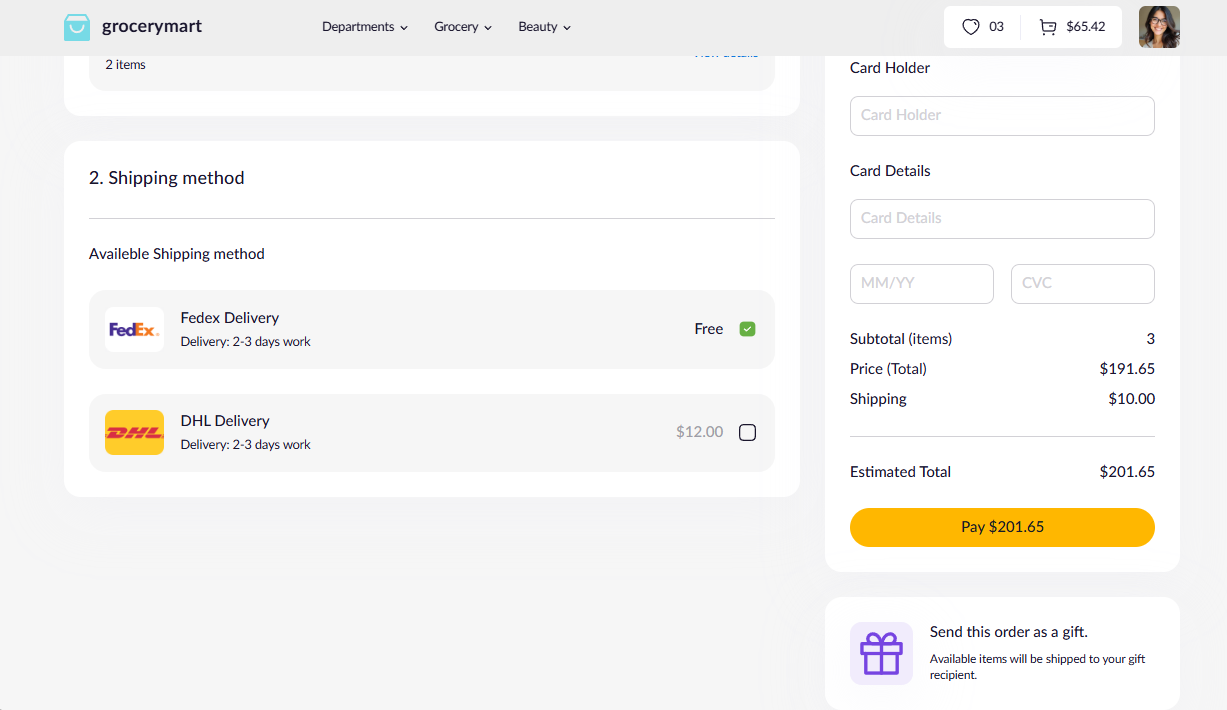 grocerymart
Departments
Grocery
Beauty
03
$65.42
2 items
2. Shipping method
Availeble Shipping method
FedEx.
Fedex Delivery
Delivery: 2-3 days work
Free
DHL
DHL Delivery
Delivery: 2-3 days work
$12.00
Card Holder
Card Holder
Card Details
Card Details
MM/YY
CVC
Subtotal (items)
3
Price (Total)
$191.65
Shipping
$10.00
Estimated Total
$201.65
Pay $201.65
Send this order as a gift.
Available items will be shipped to your gift
recipient.